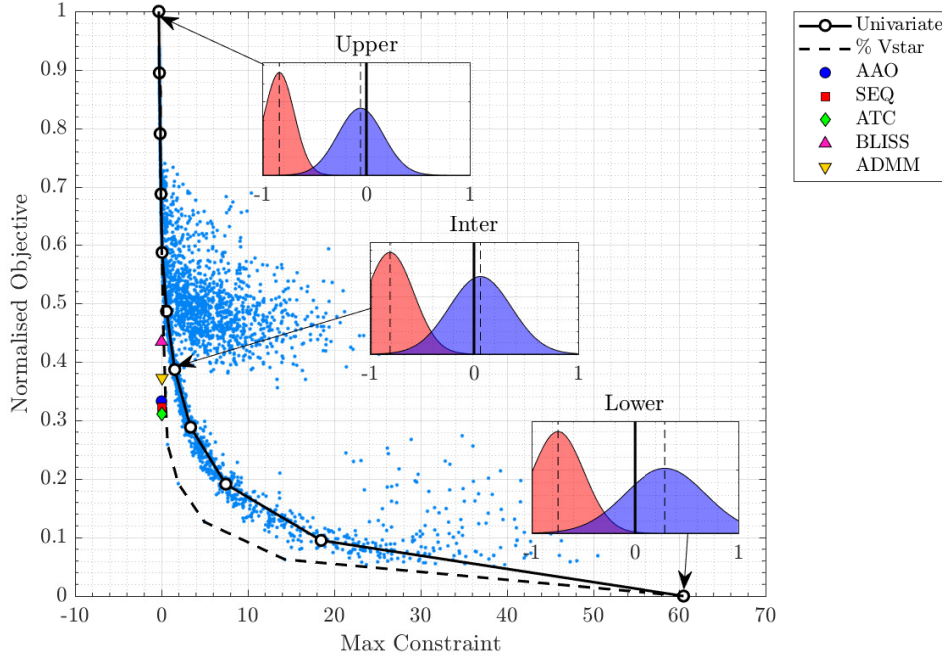 1
0.9
0.8
0.7
0.6
0.5
0.4
0.3
0.2
0.1
0
Normalised Objective
-10
0
10
20
30
40
50
60
70
Max Constraint
Upper
-1
0
1
Inter
-1
0
1
Lower
-1
0
1
Univariate
% Vstar
AAO
SEQ
ATC
BLISS
ADMM